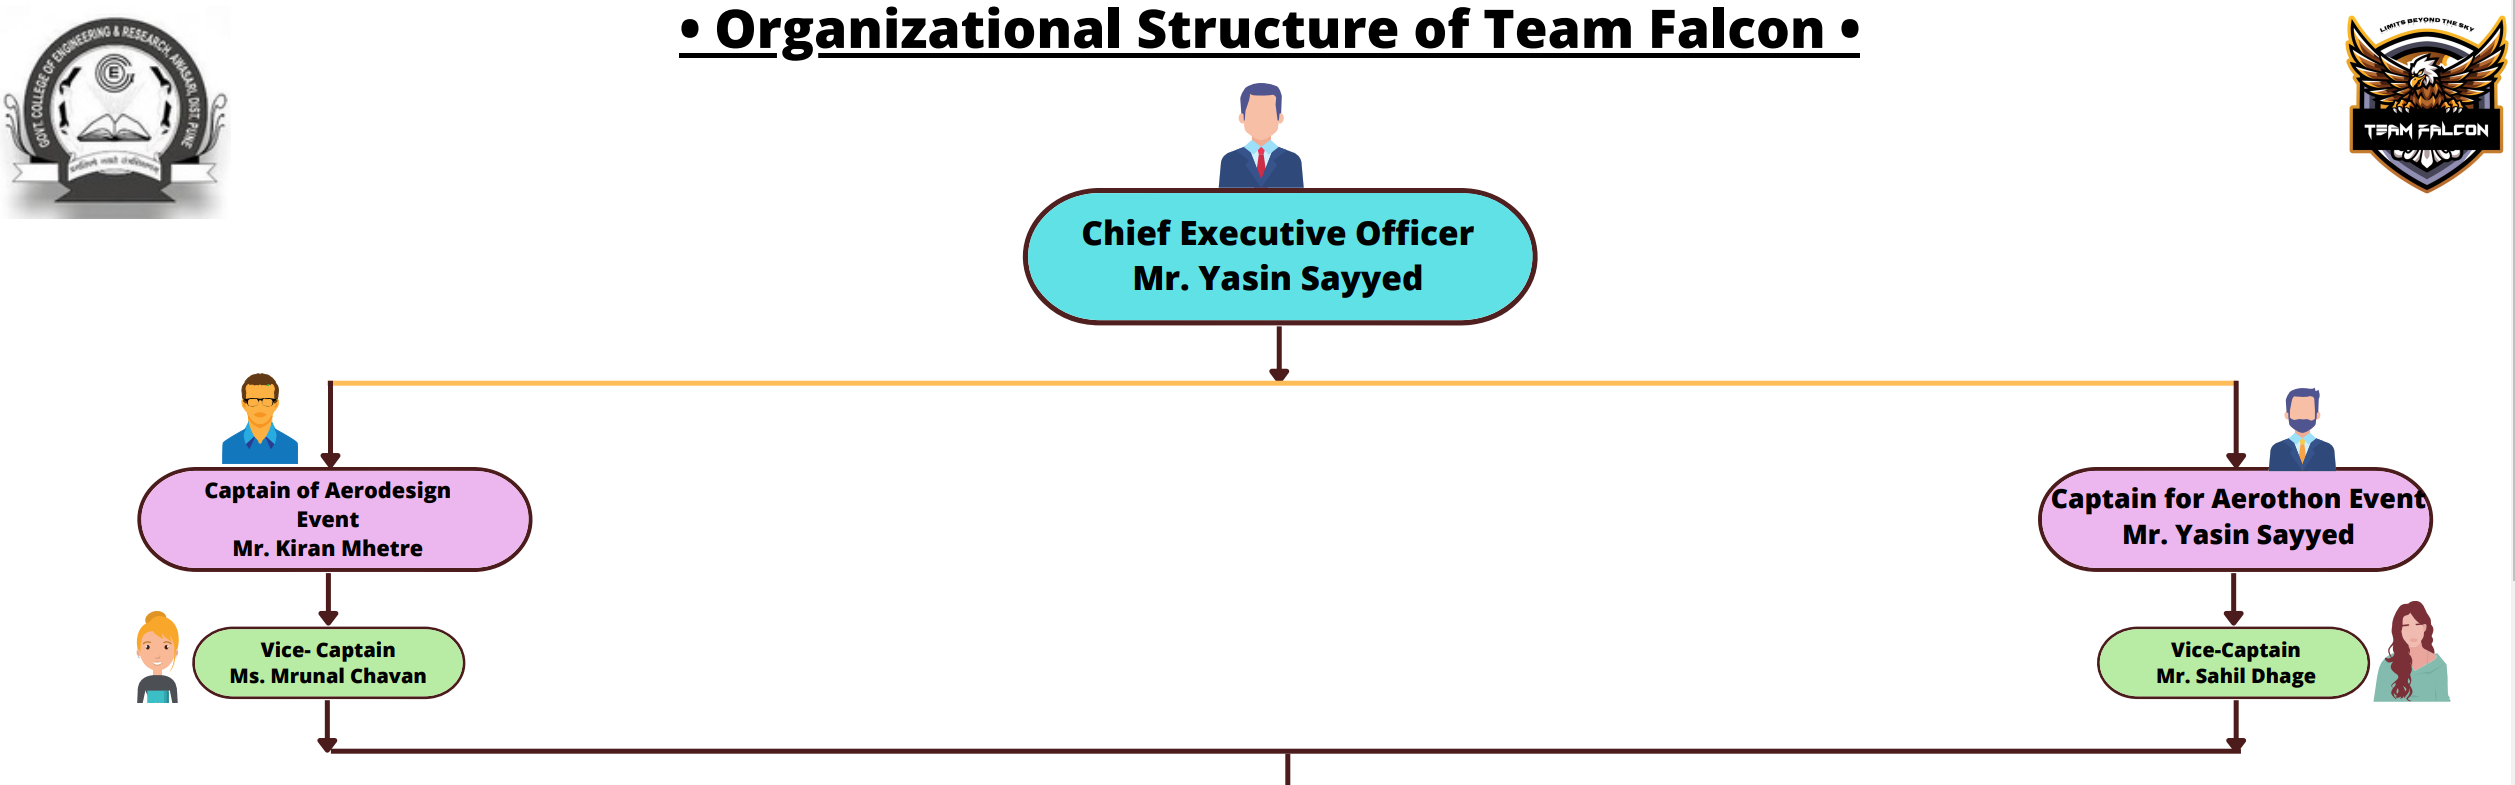 • Organizational Structure of Team Falcon •
GOVT. COLLEGE OF ENGINEERING & RESEARCH, AWASARI, DIST. PUNE
LIMITS BEYOND THE SKY
TEAM FALCON
Chief Executive Officer
Mr. Yasin Sayyed
Captain of Aerodesign
Event
Mr. Kiran Mhetre
Captain for Aerothon Event
Mr. Yasin Sayyed
Vice- Captain
Ms. Mrunal Chavan
Vice-Captain
Mr. Sahil Dhage